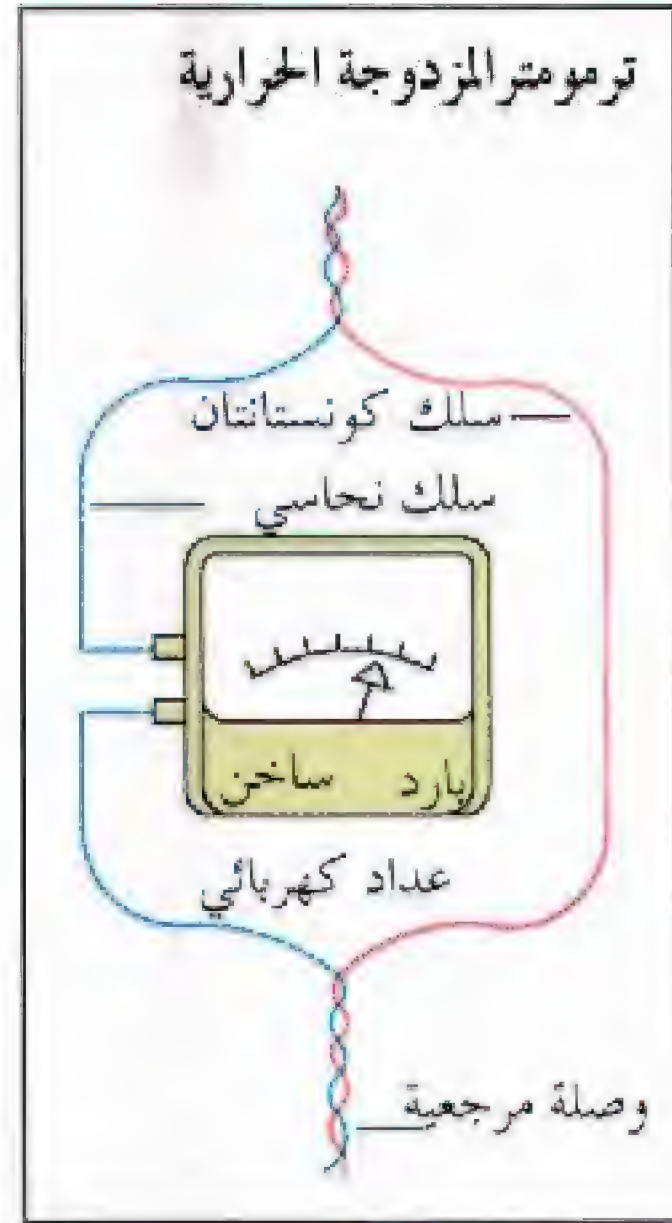 ترمومتر المزدوجة الحرارية
سلك كونستانتان
سلك نحاسي
ساخن بارد
عداد كهربائي
وصلة مرجعية